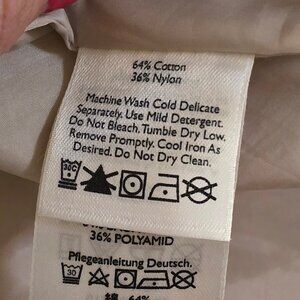 64% Cotton
36% Nylon
Machine Wash Cold Delicate
Separately. Use Mild Detergent.
Do Not Bleach. Tumble Dry Low.
Remove Promptly. Cool Iron As
Desired. Do Not Dry Clean.
36% POLYAMID
Pflegeanleitung Deutsch.
30
64%